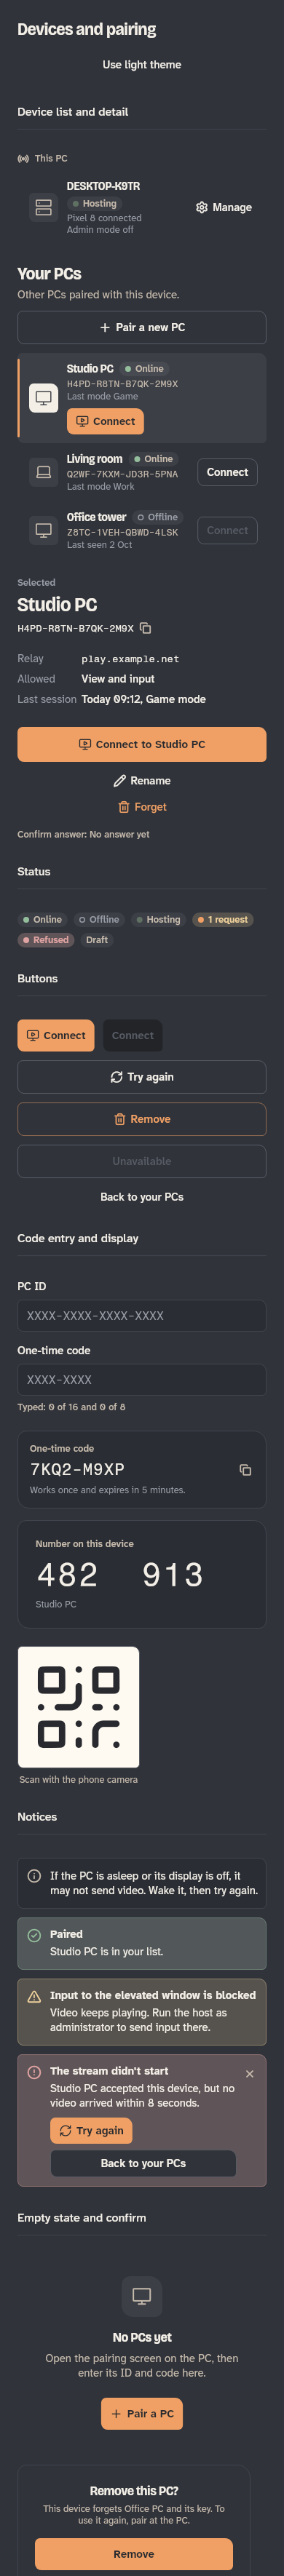 Devices and pairing
Use light theme
Device list and detail
This PC
DESKTOP-K9TR
Hosting
Pixel 8 connected
Admin mode off
Manage
Your PCs
Other PCs paired with this device.
Pair a new PC
Studio PC Online
H4PD-R8TN-B7QK-2M9X
Last mode Game
Connect
Living room Online
Q2WF-7KXM-JD3R-5PNA
Last mode Work
Connect
Office tower Offline
Z8TC-1VEH-QBWD-4LSK
Last seen 2 Oct
Connect
Selected
Studio PC
H4PD-R8TN-B7QK-2M9X
Relay play.example.net
Allowed View and input
Last session Today 09:12, Game mode
Connect to Studio PC
Rename
Forget
Confirm answer: No answer yet
Status
Online Offline Hosting 1 request
Refused Draft
Buttons
Connect Connect
Try again
Remove
Unavailable
Back to your PCs
Code entry and display
PC ID
XXXX-XXXX-XXXX-XXXX
One-time code
XXXX-XXXX
Typed: 0 of 16 and 0 of 8
One-time code
7KQ2-M9XP
Works once and expires in 5 minutes.
Number on this device
482 913
Studio PC
Scan with the phone camera
Notices
If the PC is asleep or its display is off, it
may not send video. Wake it, then try again.
Paired
Studio PC is in your list.
Input to the elevated window is blocked
Video keeps playing. Run the host as
administrator to send input there.
The stream didn't start
Studio PC accepted this device, but no
video arrived within 8 seconds.
Try again
Back to your PCs
Empty state and confirm
No PCs yet
Open the pairing screen on the PC, then
enter its ID and code here.
Pair a PC
Remove this PC?
This device forgets Office PC and its key. To
use it again, pair at the PC.
Remove